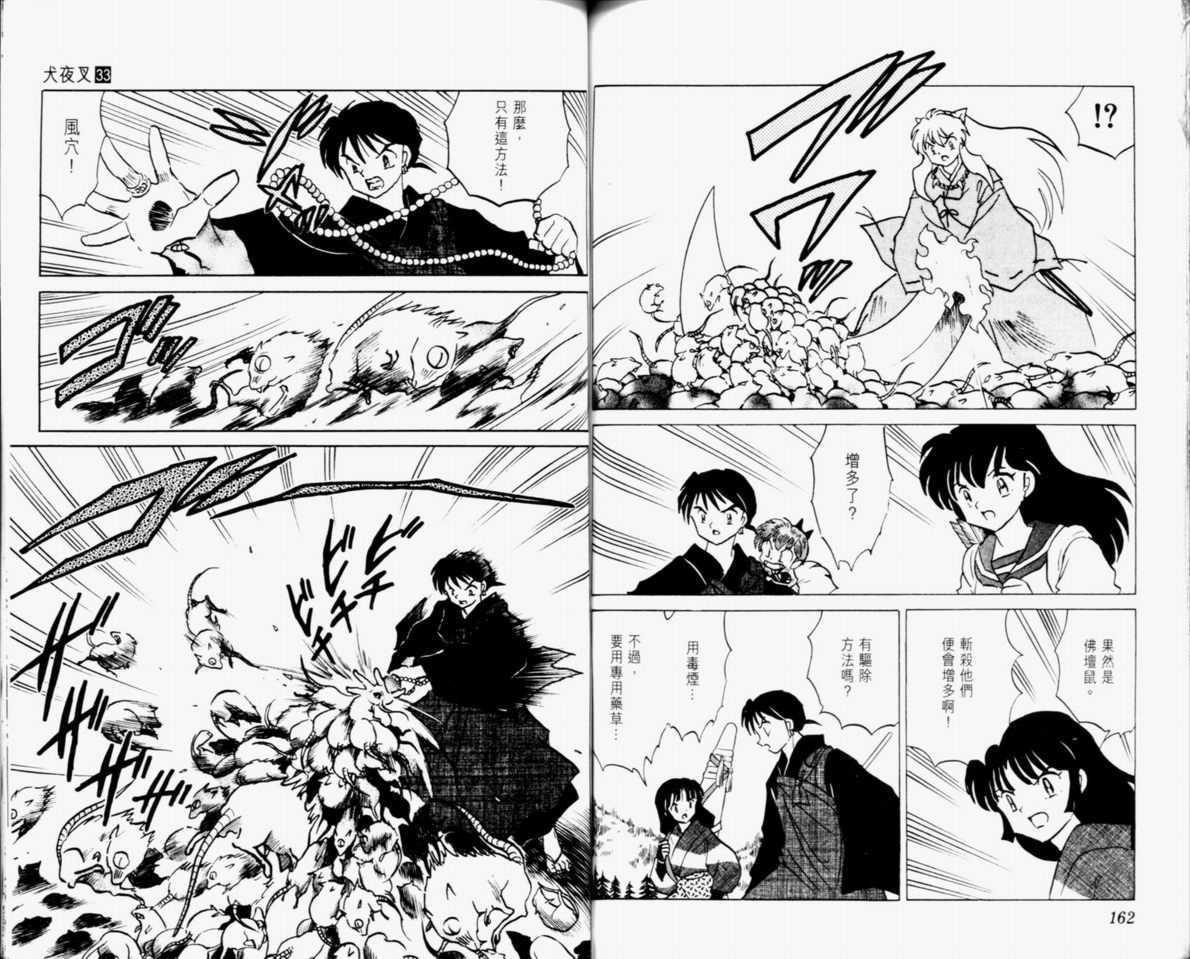 !?
増多了?
果然是
佛壇鼠。
斬殺他們
便會增多啊!
有驅除
方法嗎?
用毒煙…
不過,
要用專用藥草…
162
犬夜叉33
那麼,
只有這方法!
風穴!
ゴ
ゴー
ビチ
ビチ
ビチ
ザザザザ